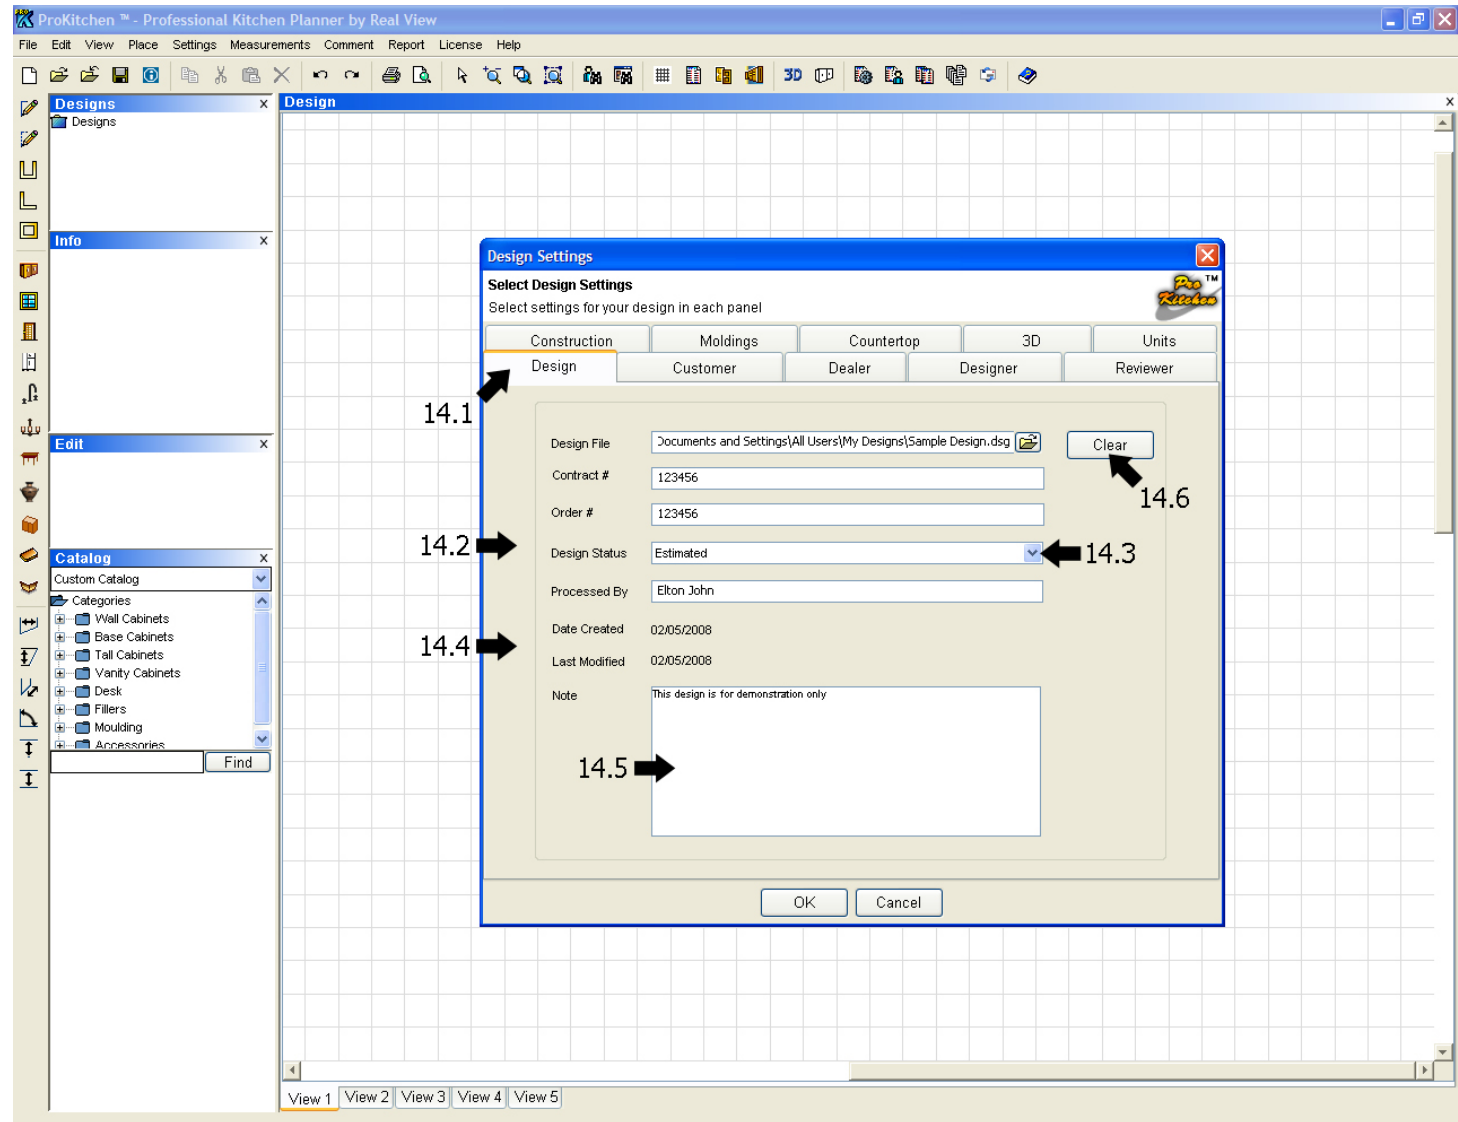 ProKitchen ™ - Professional Kitchen Planner by Real View
File Edit View Place Settings Measurements Comment Report License Help
3D
Designs x
Designs
Info x
Edit x
Catalog x
Custom Catalog
Categories
Wall Cabinets
Base Cabinets
Tall Cabinets
Vanity Cabinets
Desk
Fillers
Moulding
Accessories
Find
Design x
Design Settings
Select Design Settings
Select settings for your design in each panel
Pro Kitchen ™
Construction Moldings Countertop 3D Units
Design Customer Dealer Designer Reviewer
14.1
Design File Documents and Settings\All Users\My Designs\Sample Design.dsg Clear
Contract # 123456
14.6
Order # 123456
14.2 Design Status Estimated 14.3
Processed By Elton John
Date Created 02/05/2008
14.4
Last Modified 02/05/2008
Note This design is for demonstration only
14.5
OK Cancel
View 1 View 2 View 3 View 4 View 5